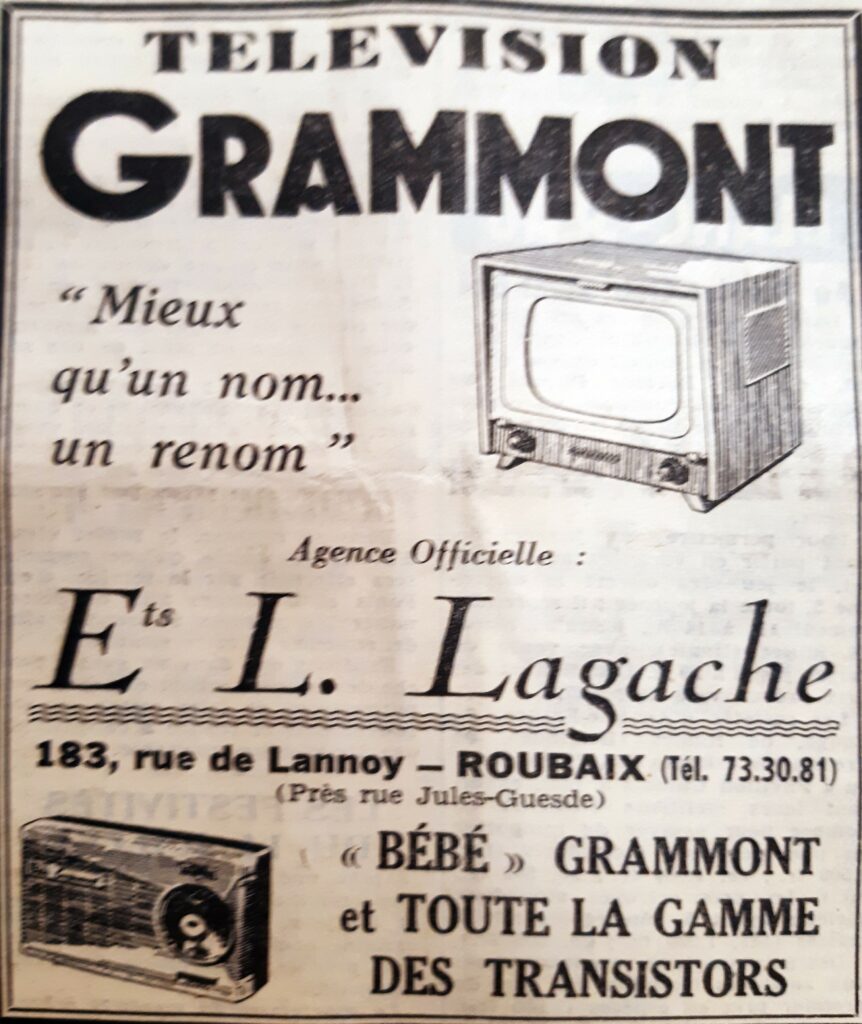 TELEVISION
GRAMMONT
“Mieux
qu'un nom...
un renom”
Agence Officielle :
Ets L. Lagache
183, rue de Lannoy — ROUBAIX (Tél. 73.30.81)
(Près rue Jules-Guesde)
« BÉBÉ » GRAMMONT
et TOUTE LA GAMME
DES TRANSISTORS